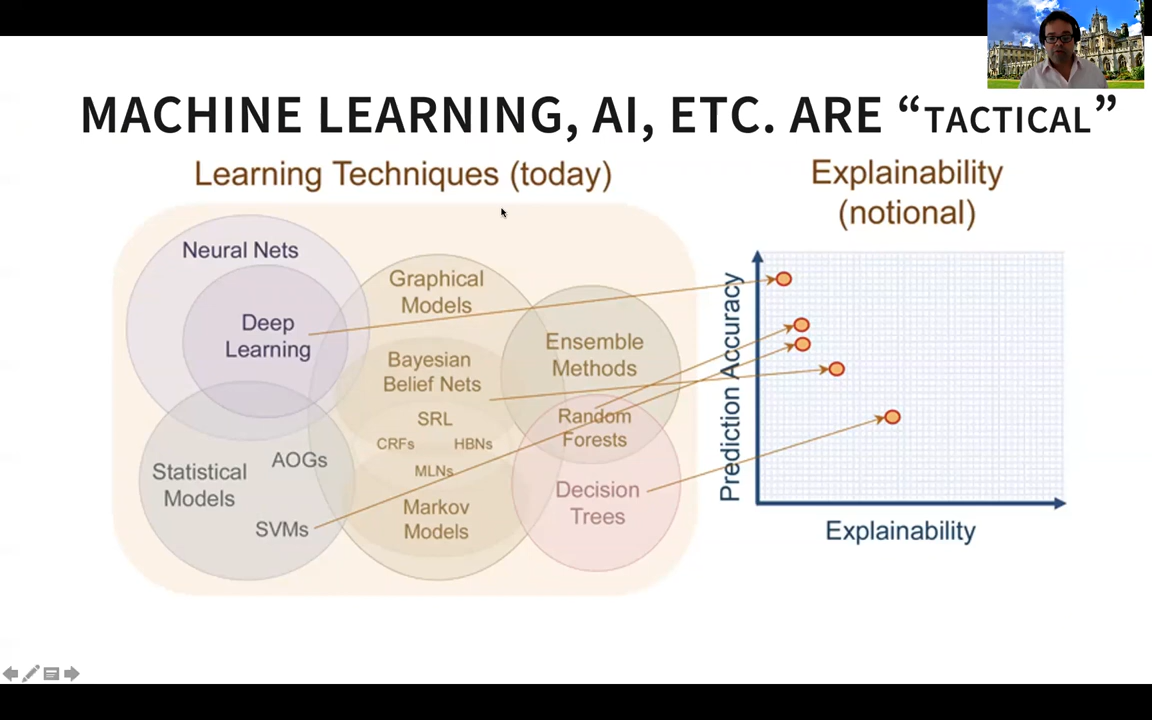 MACHINE LEARNING, AI, ETC. ARE “TACTICAL”
Learning Techniques (today)
Neural Nets
Deep
Learning
Graphical
Models
Bayesian
Belief Nets
SRL
CRFs HBNs
MLNs
Markov
Models
Ensemble
Methods
Random
Forests
Decision
Trees
Statistical
Models
AOGs
SVMs
Explainability
(notional)
Prediction Accuracy
Explainability